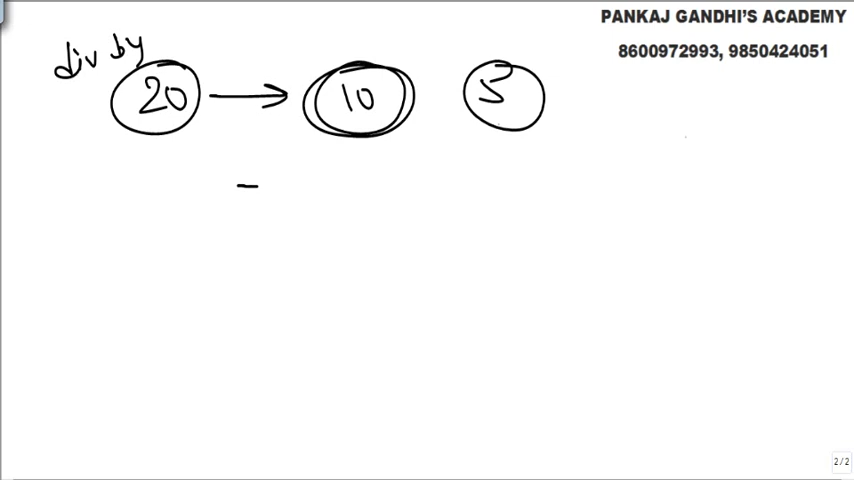 PANKAJ GANDHI'S ACADEMY
8600972993, 9850424051
div by
20 → 10 5
-
2/2